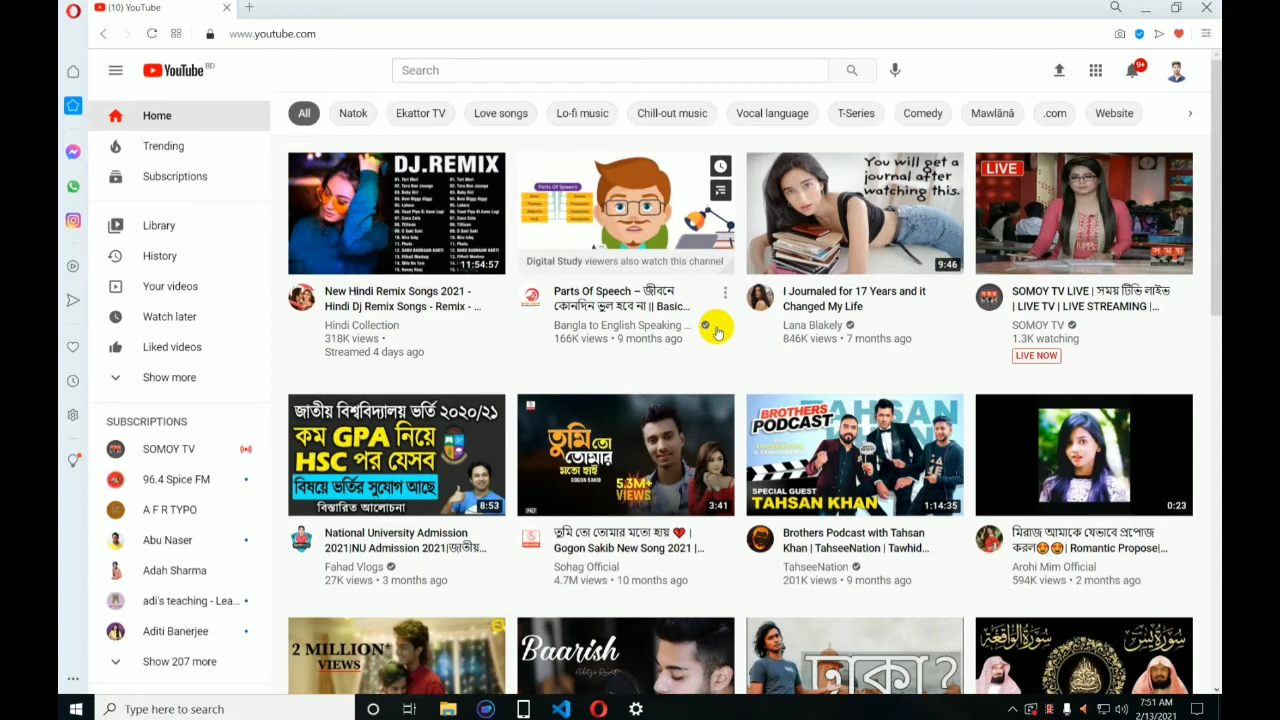 (10) YouTube
www.youtube.com
YouTube BD
Search
9+
Home
Trending
Subscriptions
Library
History
Your videos
Watch later
Liked videos
Show more
SUBSCRIPTIONS
SOMOY TV
96.4 Spice FM
A F R TYPO
Abu Naser
Adah Sharma
adi's teaching - Lea...
Aditi Banerjee
Show 207 more
All
Natok
Ekattor TV
Love songs
Lo-fi music
Chill-out music
Vocal language
T-Series
Comedy
Mawlānā
.com
Website
DJ.REMIX
11:54:57
New Hindi Remix Songs 2021 -
Hindi Dj Remix Songs - Remix - ...
Hindi Collection
318K views •
Streamed 4 days ago
Parts Of Speech
Digital Study viewers also watch this channel
Parts Of Speech – জীবনে
কোনদিন ভুল হবে না || Basic...
Bangla to English Speaking ...
166K views • 9 months ago
You will get a
journal after
watching this.
9:46
I Journaled for 17 Years and it
Changed My Life
Lana Blakely
846K views • 7 months ago
LIVE
সময়
SOMOY TV LIVE | সময় টিভি লাইভ
| LIVE TV | LIVE STREAMING |...
SOMOY TV
1.3K watching
LIVE NOW
জাতীয় বিশ্ববিদ্যালয় ভর্তি ২০২০/২১
কম GPA নিয়ে
HSC পর যেসব
বিষয়ে ভর্তির সুযোগ আছে
বিস্তারিত আলোচনা
8:53
National University Admission
2021|NU Admission 2021|জাতীয়...
Fahad Vlogs
27K views • 3 months ago
তুমি তো
তোমার
মতো হাই
GOGON SAKIB
5.3M+
VIEWS
3:41
তুমি তো তোমার মতো হায় 💔 |
Gogon Sakib New Song 2021 |...
Sohag Official
4.7M views • 10 months ago
TAHSAN
BROTHERS
PODCAST
SPECIAL GUEST
TAHSAN KHAN
1:14:35
Brothers Podcast with Tahsan
Khan | TahseeNation | Tawhid...
TahseeNation
201K views • 9 months ago
0:23
মিরাজ আমাকে যেভাবে প্রপোজ
করল😍😍| Romantic Propose|...
Arohi Mim Official
594K views • 2 months ago
2 MILLION+
VIEWS
Baarish
ঢাকা?
Type here to search
7:51 AM
2/13/2021